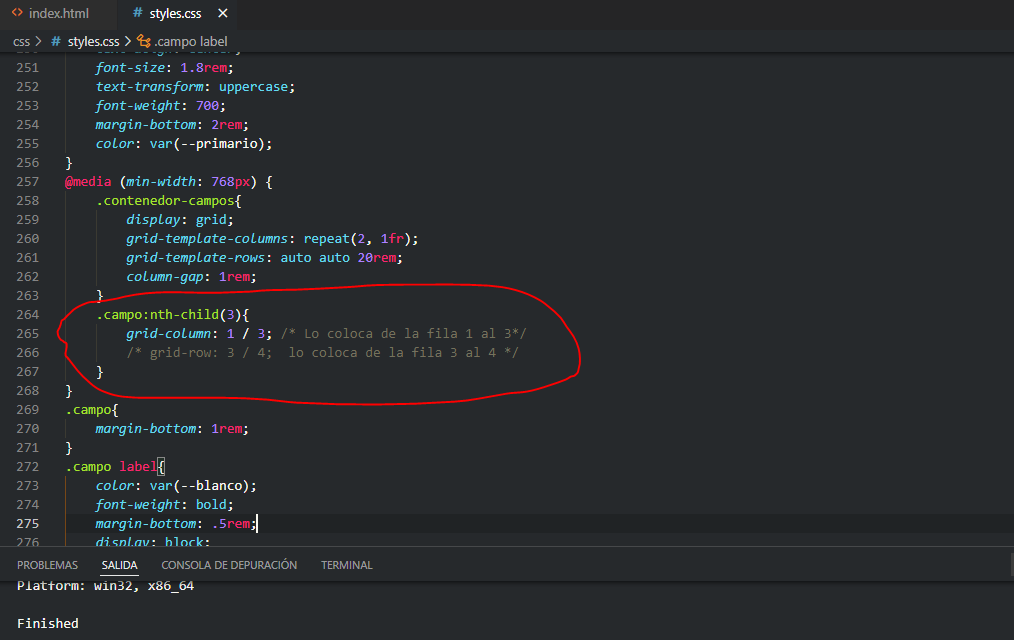 index.html
# styles.css ×
css > # styles.css > .campo label
251 font-size: 1.8rem;
252 text-transform: uppercase;
253 font-weight: 700;
254 margin-bottom: 2rem;
255 color: var(--primario);
256 }
257 @media (min-width: 768px) {
258 .contenedor-campos{
259 display: grid;
260 grid-template-columns: repeat(2, 1fr);
261 grid-template-rows: auto auto 20rem;
262 column-gap: 1rem;
263 }
264 .campo:nth-child(3){
265 grid-column: 1 / 3; /* Lo coloca de la fila 1 al 3*/
266 /* grid-row: 3 / 4;  lo coloca de la fila 3 al 4 */
267 }
268 }
269 .campo{
270 margin-bottom: 1rem;
271 }
272 .campo label{
273 color: var(--blanco);
274 font-weight: bold;
275 margin-bottom: .5rem;
276 display: block;
PROBLEMAS SALIDA CONSOLA DE DEPURACIÓN TERMINAL
Platform: win32, x86_64
Finished